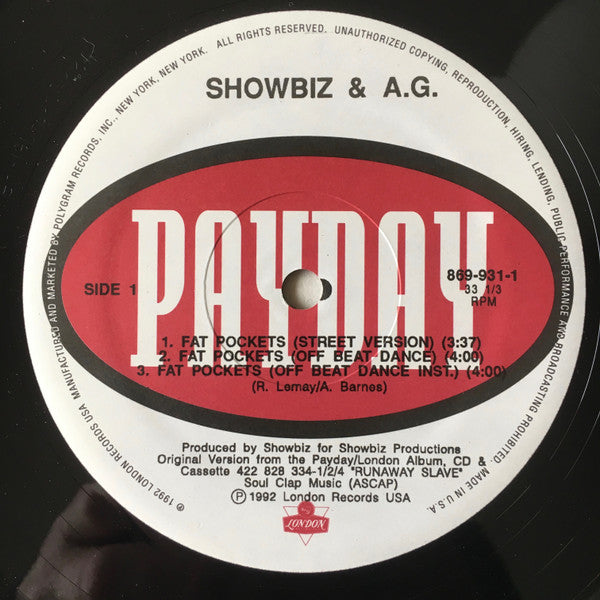 SHOWBIZ & A.G.
PAYDAY
SIDE 1
869-931-1
33 1/3
RPM
1. FAT POCKETS (STREET VERSION) (3:37)
2. FAT POCKETS (OFF BEAT DANCE) (4:00)
3. FAT POCKETS (OFF BEAT DANCE INST.) (4:00)
(R. Lemay/A. Barnes)
Produced by Showbiz for Showbiz Productions
Original Version from the Payday/London Album, CD &
Cassette 422 828 334-1/2/4 "RUNAWAY SLAVE"
Soul Clap Music (ASCAP)
Ⓟ 1992 London Records USA
LONDON
℗ 1992 LONDON RECORDS USA MANUFACTURED AND MARKETED BY POLYGRAM RECORDS, INC., NEW YORK, NEW YORK. ALL RIGHTS RESERVED. UNAUTHORIZED COPYING, REPRODUCTION, HIRING, LENDING, PUBLIC PERFORMANCE AND BROADCASTING PROHIBITED. MADE IN U.S.A.